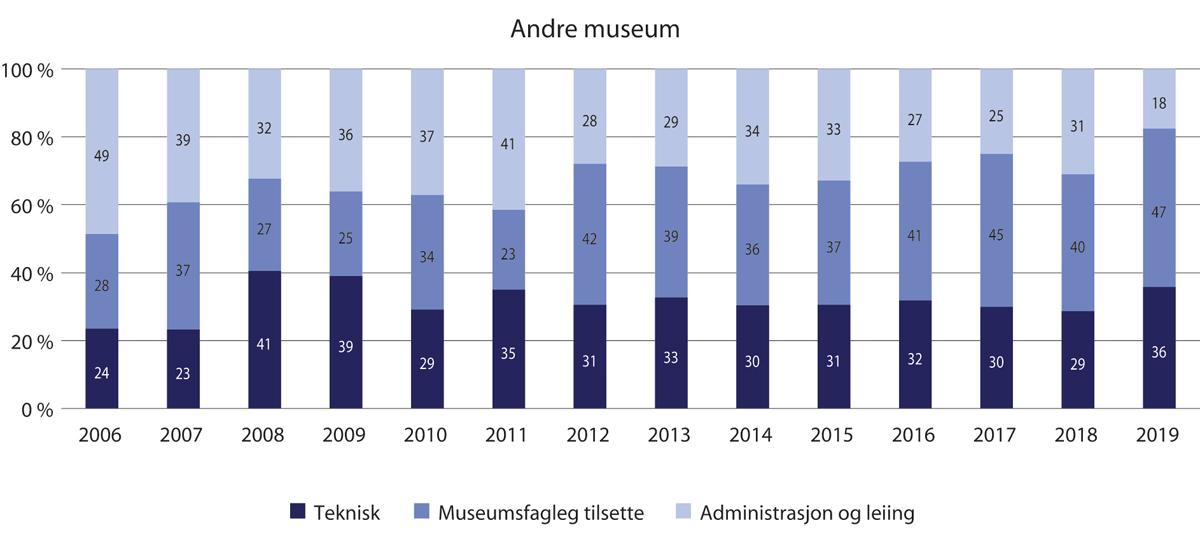 Andre museum
100 %
49 39 32 36 37 41 28 29 34 33 27 25 31 18
80 %
60 %
28 37 27 25 34 23 42 39 36 37 41 45 40 47
40 %
20 %
24 23 41 39 29 35 31 33 30 31 32 30 29 36
0 %
2006 2007 2008 2009 2010 2011 2012 2013 2014 2015 2016 2017 2018 2019
Teknisk Museumsfagleg tilsette Administrasjon og leiing